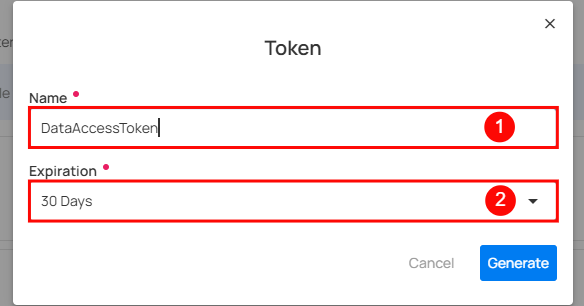 Token
Name
DataAccessToken
1
Expiration
30 Days
2
Cancel
Generate